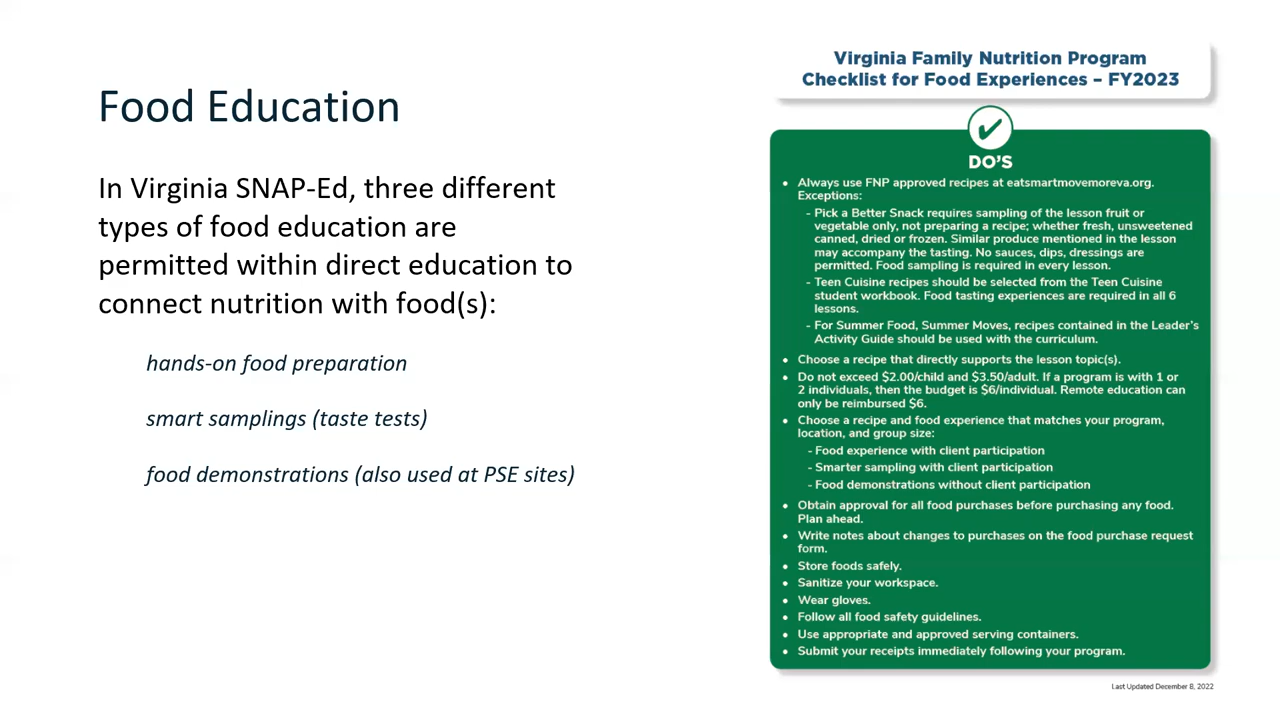 Food Education
In Virginia SNAP-Ed, three different
types of food education are
permitted within direct education to
connect nutrition with food(s):
hands-on food preparation
smart samplings (taste tests)
food demonstrations (also used at PSE sites)
Virginia Family Nutrition Program
Checklist for Food Experiences – FY2023
DO'S
• Always use FNP approved recipes at eatsmartmovemoreva.org.
Exceptions:
- Pick a Better Snack requires sampling of the lesson fruit or
vegetable only, not preparing a recipe; whether fresh, unsweetened
canned, dried or frozen. Similar produce mentioned in the lesson
may accompany the tasting. No sauces, dips, dressings are
permitted. Food sampling is required in every lesson.
- Teen Cuisine recipes should be selected from the Teen Cuisine
student workbook. Food tasting experiences are required in all 6
lessons.
- For Summer Food, Summer Moves, recipes contained in the Leader's
Activity Guide should be used with the curriculum.
• Choose a recipe that directly supports the lesson topic(s).
• Do not exceed $2.00/child and $3.50/adult. If a program is with 1 or
2 individuals, then the budget is $6/individual. Remote education can
only be reimbursed $6.
• Choose a recipe and food experience that matches your program,
location, and group size:
- Food experience with client participation
- Smarter sampling with client participation
- Food demonstrations without client participation
• Obtain approval for all food purchases before purchasing any food.
Plan ahead.
• Write notes about changes to purchases on the food purchase request
form.
• Store foods safely.
• Sanitize your workspace.
• Wear gloves.
• Follow all food safety guidelines.
• Use appropriate and approved serving containers.
• Submit your receipts immediately following your program.
Last Updated December 8, 2022